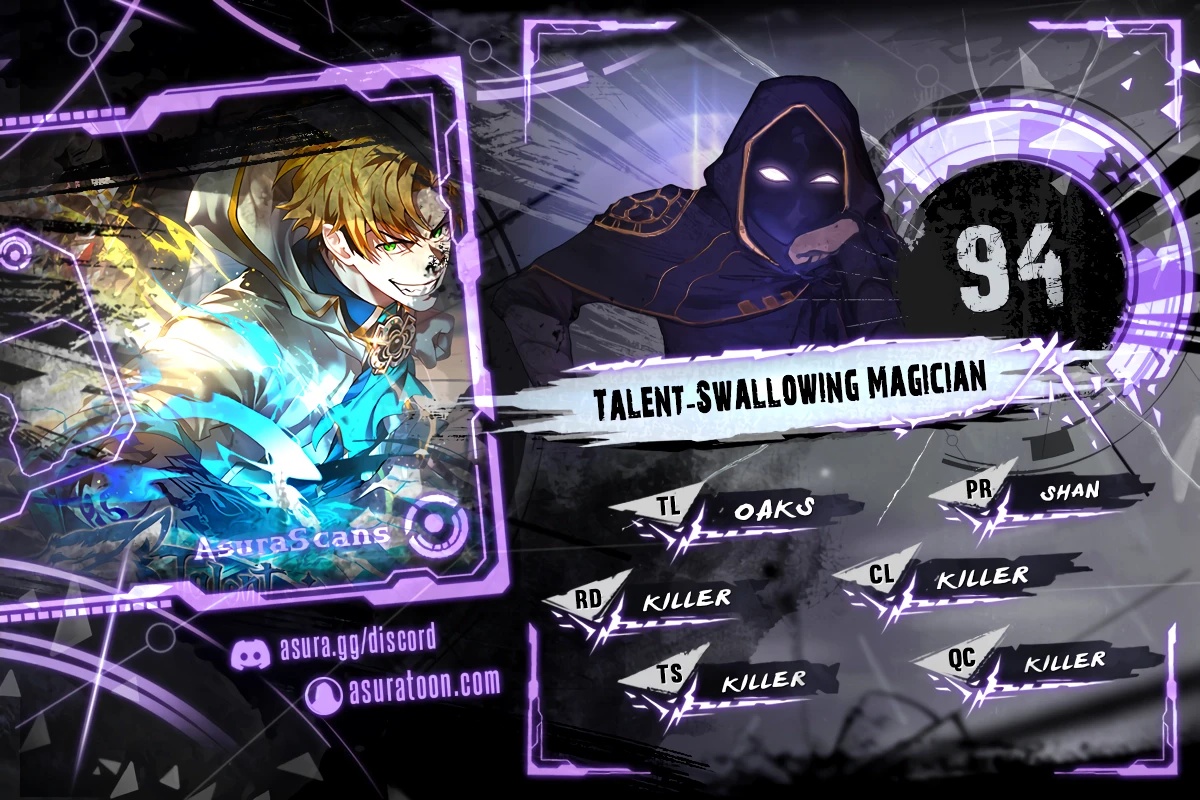 94
TALENT-SWALLOWING MAGICIAN
TL OAKS
PR SHAN
RD KILLER
CL KILLER
TS KILLER
QC KILLER
AsuraScans
Talent
asura.gg/discord
asuratoon.com